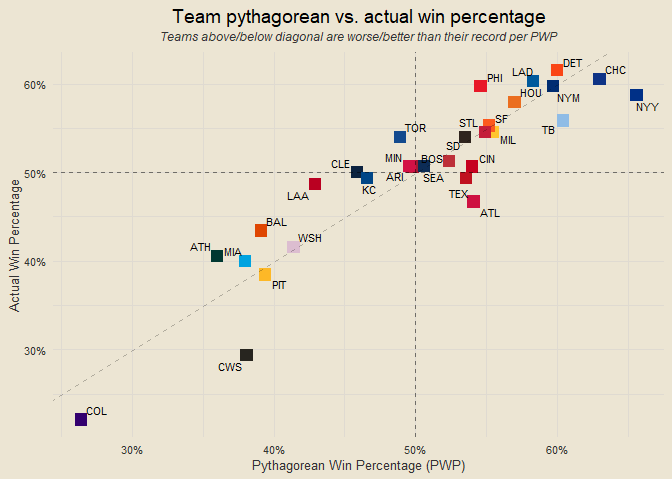 Team pythagorean vs. actual win percentage
Teams above/below diagonal are worse/better than their record per PWP
60%
50%
40%
30%
Actual Win Percentage
DET
LAD
CHC
PHI
HOU
NYM
NYY
TB
TOR
STL
SF
MIL
SD
CLE
MIN
BOS
CIN
KC
ARI
SEA
LAA
TEX
ATL
BAL
WSH
ATH
MIA
PIT
CWS
COL
30%
40%
50%
60%
Pythagorean Win Percentage (PWP)